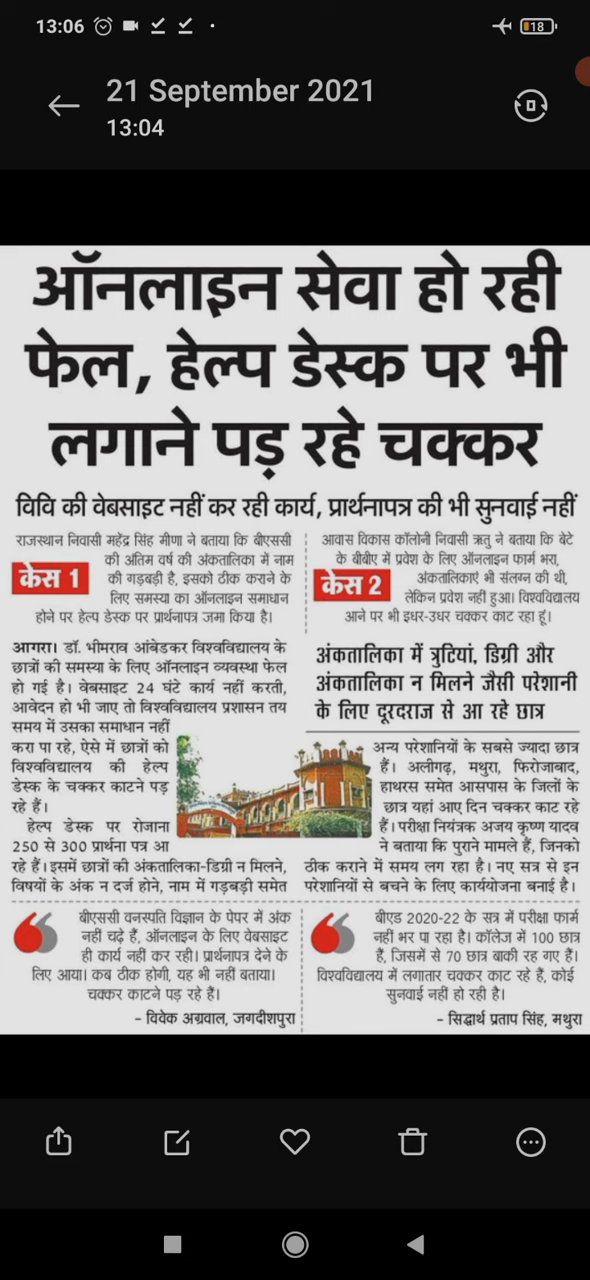 13:06
18
21 September 2021
13:04
ऑनलाइन सेवा हो रही
फेल, हेल्प डेस्क पर भी
लगाने पड़ रहे चक्कर
विवि की वेबसाइट नहीं कर रही कार्य, प्रार्थनापत्र की भी सुनवाई नहीं
केस 1
राजस्थान निवासी महेंद्र सिंह मीणा ने बताया कि बीएससी
की अंतिम वर्ष की अंकतालिका में नाम
की गड़बड़ी है, इसको ठीक कराने के
लिए समस्या का ऑनलाइन समाधान
होने पर हेल्प डेस्क पर प्रार्थनापत्र जमा किया है।
केस 2
आवास विकास कॉलोनी निवासी ऋतु ने बताया कि बेटे
के बीबीए में प्रवेश के लिए ऑनलाइन फार्म भरा,
अंकतालिकाएं भी संलग्न की थी,
लेकिन प्रवेश नहीं हुआ। विश्वविद्यालय
आने पर भी इधर-उधर चक्कर काट रहा हूं।
आगरा। डॉ. भीमराव आंबेडकर विश्वविद्यालय के
छात्रों की समस्या के लिए ऑनलाइन व्यवस्था फेल
हो गई है। वेबसाइट 24 घंटे कार्य नहीं करती,
आवेदन हो भी जाए तो विश्वविद्यालय प्रशासन तय
समय में उसका समाधान नहीं
करा पा रहे, ऐसे में छात्रों को
विश्वविद्यालय की हेल्प
डेस्क के चक्कर काटने पड़
रहे हैं।
हेल्प डेस्क पर रोजाना
250 से 300 प्रार्थना पत्र आ
रहे हैं। इसमें छात्रों की अंकतालिका-डिग्री न मिलने,
विषयों के अंक न दर्ज होने, नाम में गड़बड़ी समेत
अंकतालिका में त्रुटियां, डिग्री और
अंकतालिका न मिलने जैसी परेशानी
के लिए दूरदराज से आ रहे छात्र
अन्य परेशानियों के सबसे ज्यादा छात्र
हैं। अलीगढ़, मथुरा, फिरोजाबाद,
हाथरस समेत आसपास के जिलों के
छात्र यहां आए दिन चक्कर काट रहे
हैं। परीक्षा नियंत्रक अजय कृष्ण यादव
ने बताया कि पुराने मामले हैं, जिनको
ठीक कराने में समय लग रहा है। नए सत्र से इन
परेशानियों से बचने के लिए कार्ययोजना बनाई है।
बीएससी वनस्पति विज्ञान के पेपर में अंक
नहीं चढ़े हैं, ऑनलाइन के लिए वेबसाइट
ही कार्य नहीं कर रही। प्रार्थनापत्र देने के
लिए आया। कब ठीक होगी, यह भी नहीं बताया।
चक्कर काटने पड़ रहे हैं।
- विवेक अग्रवाल, जगदीशपुरा
बीएड 2020-22 के सत्र में परीक्षा फार्म
नहीं भर पा रहा है। कॉलेज में 100 छात्र
हैं, जिसमें से 70 छात्र बाकी रह गए हैं।
विश्वविद्यालय में लगातार चक्कर काट रहे हैं, कोई
सुनवाई नहीं हो रही है।
- सिद्धार्थ प्रताप सिंह, मथुरा